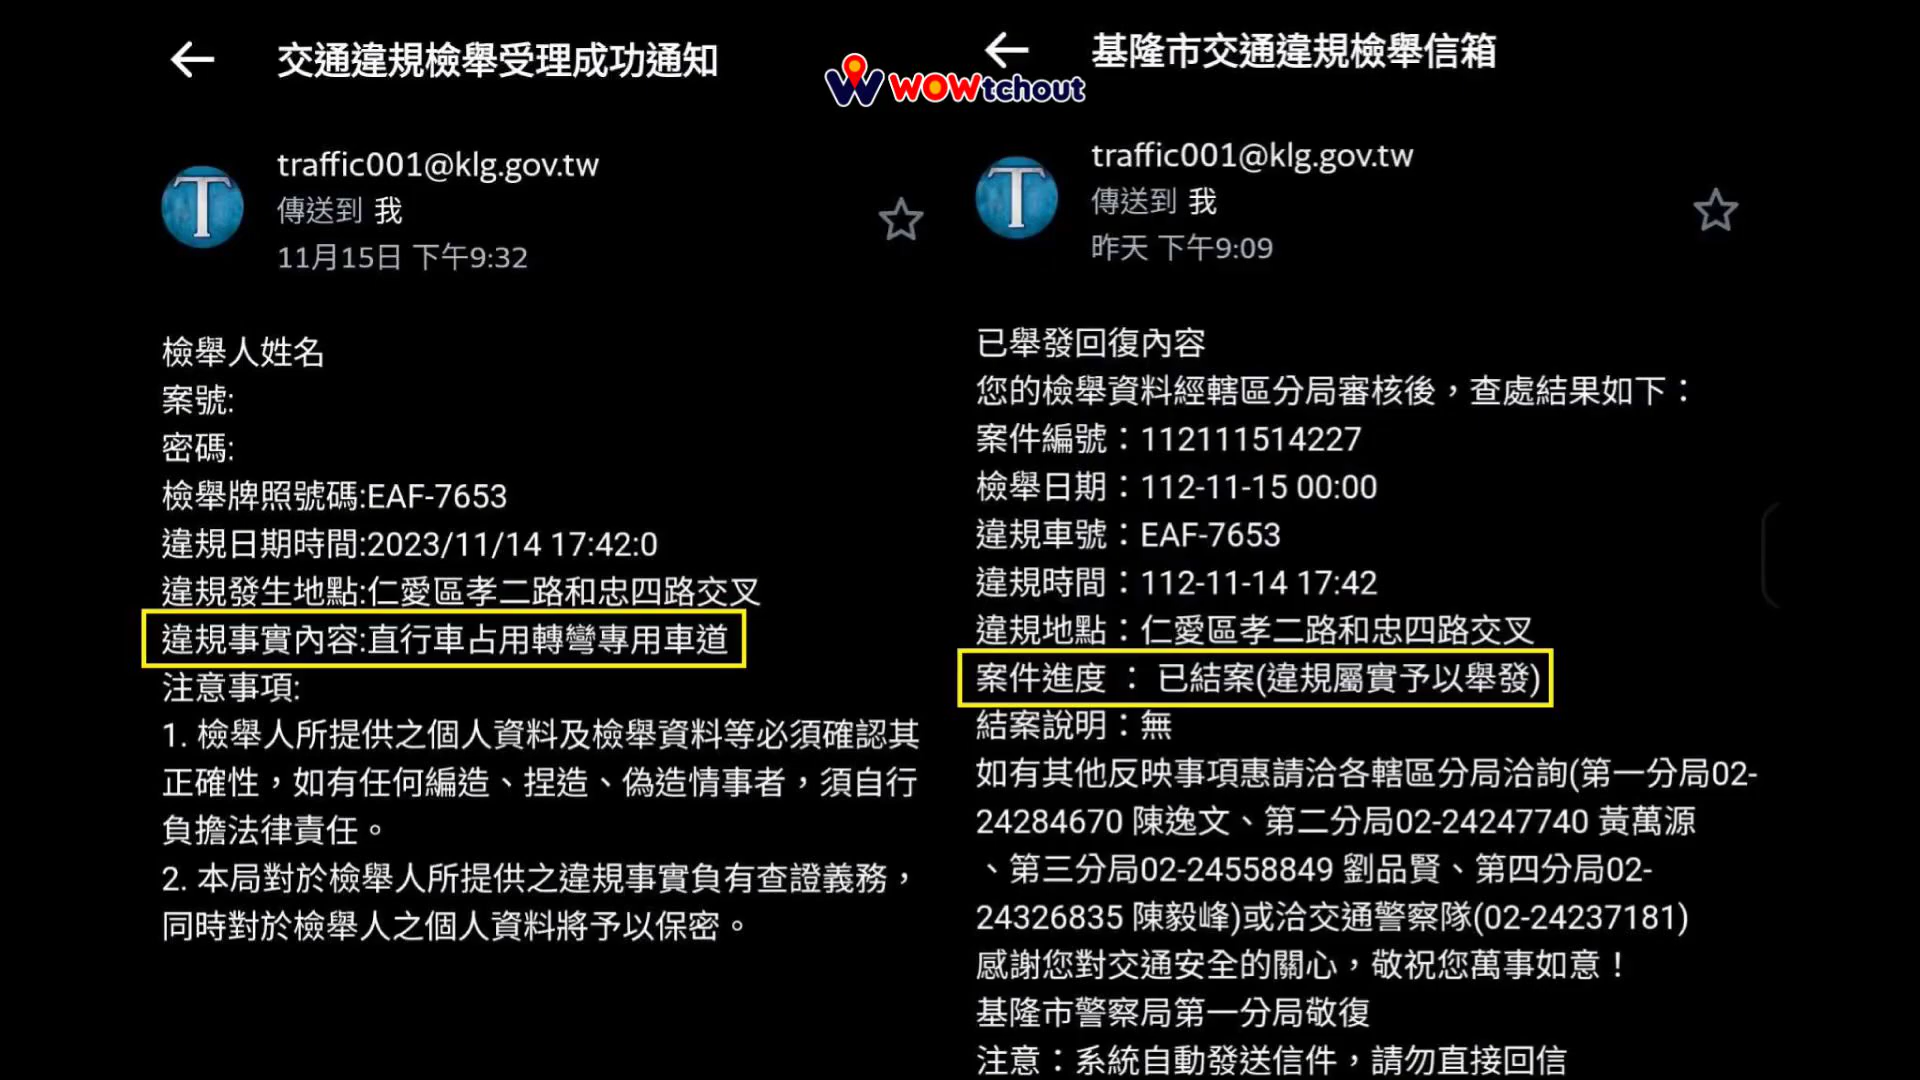 交通違規檢舉受理成功通知
traffic001@klg.gov.tw
傳送到 我
11月15日 下午9:32
檢舉人姓名
案號:
密碼:
檢舉牌照號碼:EAF-7653
違規日期時間:2023/11/14 17:42:0
違規發生地點:仁愛區孝二路和忠四路交叉
違規事實內容:直行車占用轉彎專用車道
注意事項:
1. 檢舉人所提供之個人資料及檢舉資料等必須確認其
正確性，如有任何編造、捏造、偽造情事者，須自行
負擔法律責任。
2. 本局對於檢舉人所提供之違規事實負有查證義務，
同時對於檢舉人之個人資料將予以保密。
WOWtchout
基隆市交通違規檢舉信箱
traffic001@klg.gov.tw
傳送到 我
昨天 下午9:09
已舉發回復內容
您的檢舉資料經轄區分局審核後，查處結果如下：
案件編號：112111514227
檢舉日期：112-11-15 00:00
違規車號：EAF-7653
違規時間：112-11-14 17:42
違規地點：仁愛區孝二路和忠四路交叉
案件進度 ： 已結案(違規屬實予以舉發)
結案說明：無
如有其他反映事項惠請洽各轄區分局洽詢(第一分局02-
24284670 陳逸文、第二分局02-24247740 黃萬源
、第三分局02-24558849 劉品賢、第四分局02-
24326835 陳毅峰)或洽交通警察隊(02-24237181)
感謝您對交通安全的關心，敬祝您萬事如意！
基隆市警察局第一分局敬復
注意：系統自動發送信件，請勿直接回信